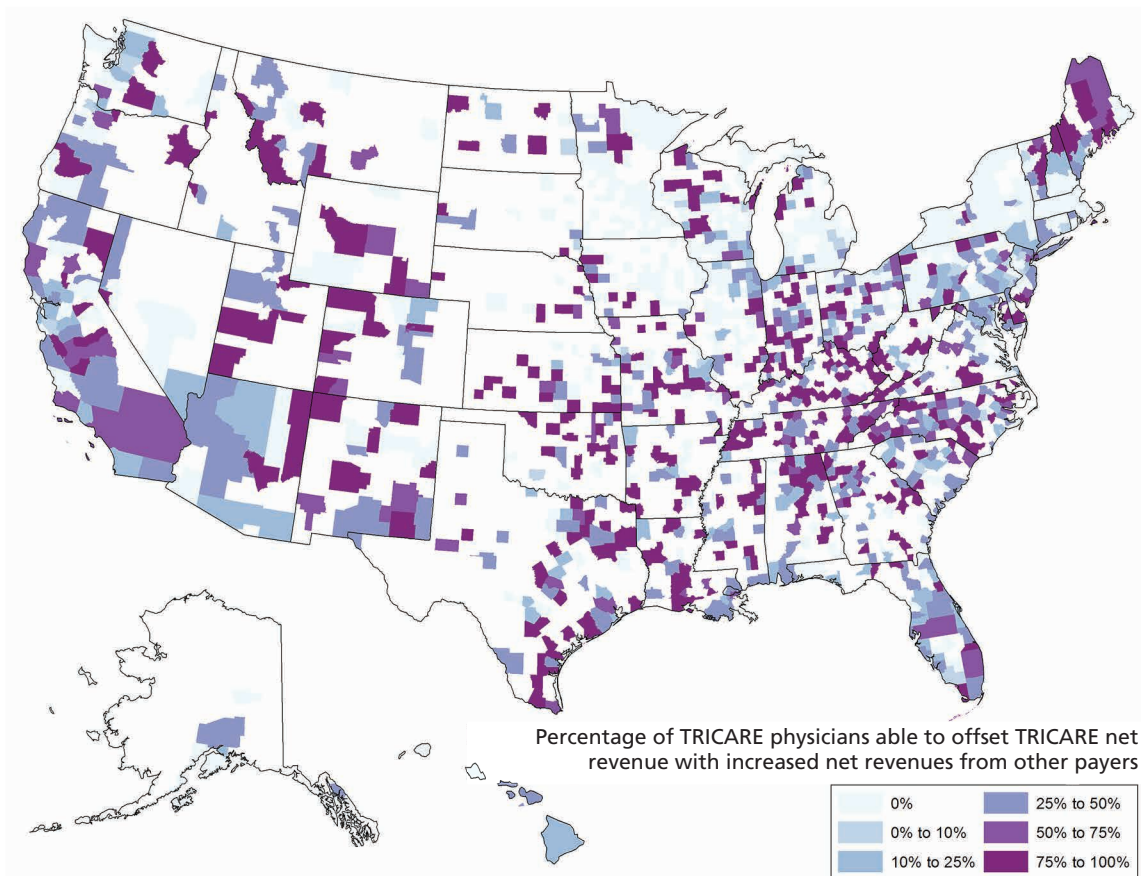 Percentage of TRICARE physicians able to offset TRICARE net
revenue with increased net revenues from other payers
0%
0% to 10%
10% to 25%
25% to 50%
50% to 75%
75% to 100%